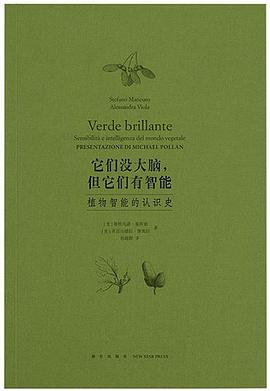 Stefano Mancuso
Alessandra Viola
Verde brillante
Sensibilità e intelligenza del mondo vegetale
PRESENTAZIONE DI MICHAEL POLLAN
它们没大脑,
但它们有智能
植物智能的认识史
著
译
新星出版社 NEW STAR PRESS